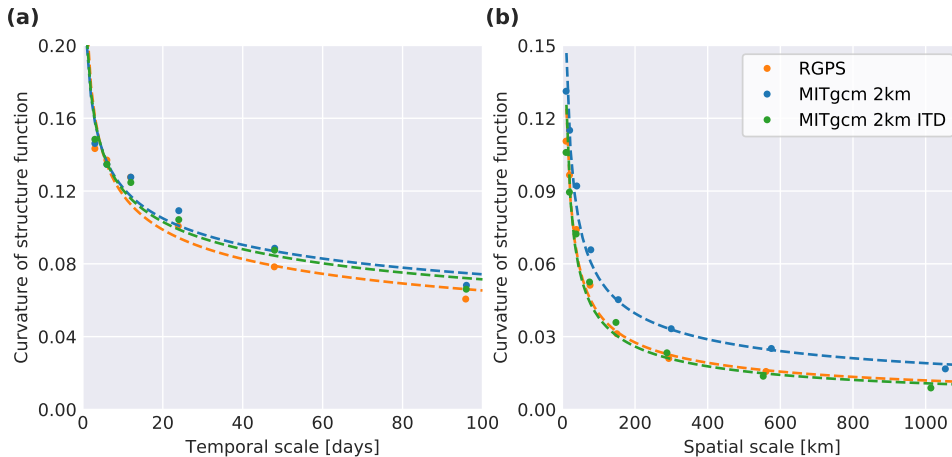 (a)
Curvature of structure function
0.20
0.16
0.12
0.08
0.04
0.00
0 20 40 60 80 100
Temporal scale [days]
(b)
Curvature of structure function
0.15
0.12
0.09
0.06
0.03
0.00
0 200 400 600 800 1000
Spatial scale [km]
RGPS
MITgcm 2km
MITgcm 2km ITD